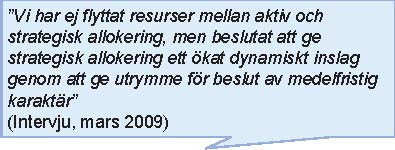 ”Vi har ej flyttat resurser mellan aktiv och
strategisk allokering, men beslutat att ge
strategisk allokering ett ökat dynamiskt inslag
genom att ge utrymme för beslut av medelfristig
karaktär”
(Intervju, mars 2009)